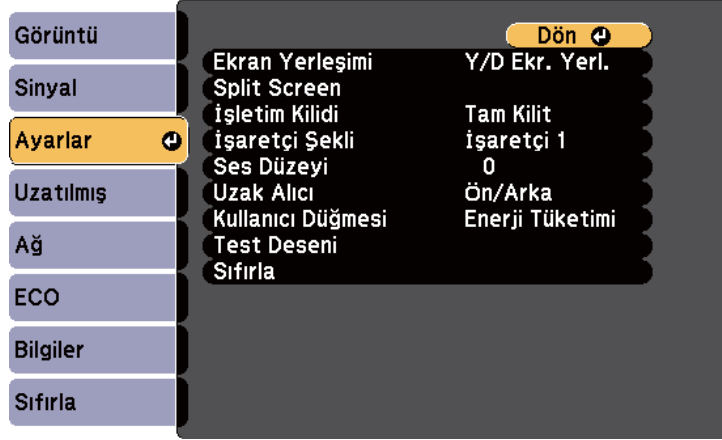 Görüntü
Sinyal
Ayarlar
Uzatılmış
Ağ
ECO
Bilgiler
Sıfırla
Dön
Ekran Yerleşimi Y/D Ekr. Yerl.
Split Screen
İşletim Kilidi Tam Kilit
İşaretçi Şekli İşaretçi 1
Ses Düzeyi 0
Uzak Alıcı Ön/Arka
Kullanıcı Düğmesi Enerji Tüketimi
Test Deseni
Sıfırla